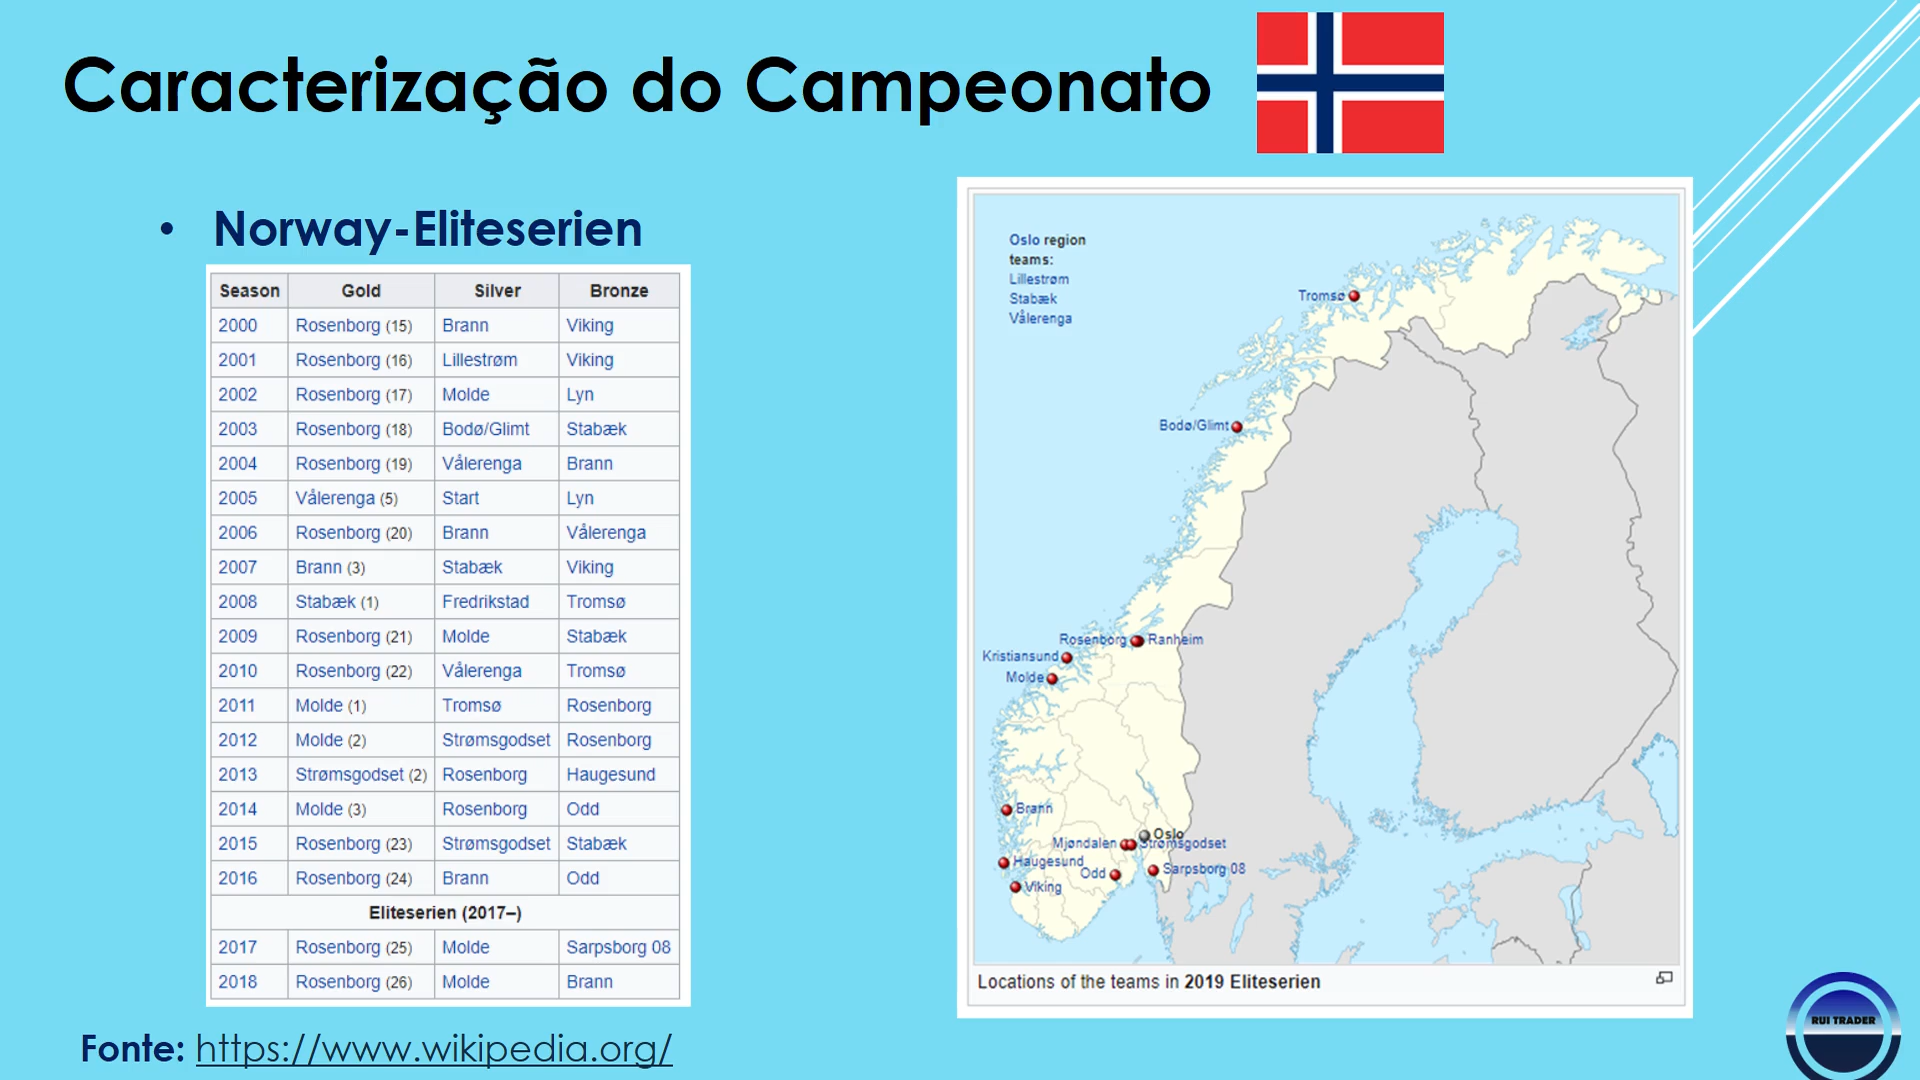 Caracterização do Campeonato
• Norway-Eliteserien
Season Gold Silver Bronze
2000 Rosenborg (15) Brann Viking
2001 Rosenborg (16) Lillestrøm Viking
2002 Rosenborg (17) Molde Lyn
2003 Rosenborg (18) Bodø/Glimt Stabæk
2004 Rosenborg (19) Vålerenga Brann
2005 Vålerenga (5) Start Lyn
2006 Rosenborg (20) Brann Vålerenga
2007 Brann (3) Stabæk Viking
2008 Stabæk (1) Fredrikstad Tromsø
2009 Rosenborg (21) Molde Stabæk
2010 Rosenborg (22) Vålerenga Tromsø
2011 Molde (1) Tromsø Rosenborg
2012 Molde (2) Strømsgodset Rosenborg
2013 Strømsgodset (2) Rosenborg Haugesund
2014 Molde (3) Rosenborg Odd
2015 Rosenborg (23) Strømsgodset Stabæk
2016 Rosenborg (24) Brann Odd
Eliteserien (2017–)
2017 Rosenborg (25) Molde Sarpsborg 08
2018 Rosenborg (26) Molde Brann
Fonte: https://www.wikipedia.org/
Oslo region
teams:
Lillestrøm
Stabæk
Vålerenga
Tromsø
Bodø/Glimt
Rosenborg Ranheim
Kristiansund
Molde
Brann
Oslo
Mjøndalen Strømsgodset
Haugesund
Odd Sarpsborg 08
Viking
Locations of the teams in 2019 Eliteserien
RUI TRADER